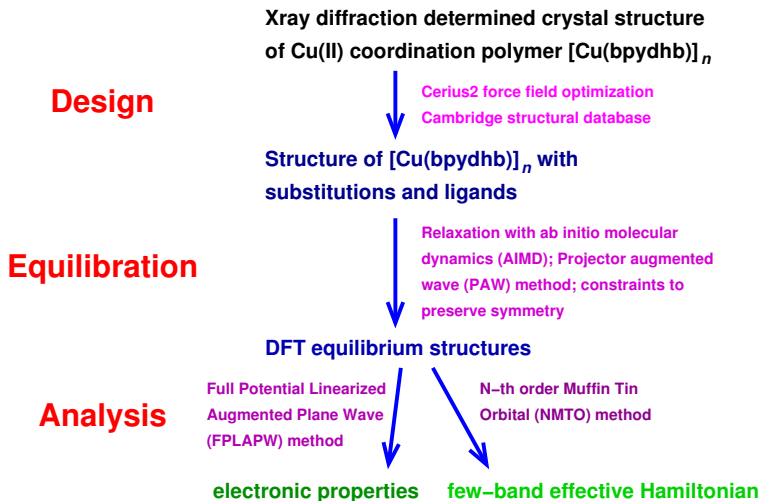 Xray diffraction determined crystal structure
of Cu(II) coordination polymer [Cu(bpydhb)]n
Design
Cerius2 force field optimization
Cambridge structural database
Structure of [Cu(bpydhb)]n with
substitutions and ligands
Equilibration
Relaxation with ab initio molecular
dynamics (AIMD); Projector augmented
wave (PAW) method; constraints to
preserve symmetry
DFT equilibrium structures
Analysis
Full Potential Linearized
Augmented Plane Wave
(FPLAPW) method
N−th order Muffin Tin
Orbital (NMTO) method
electronic properties
few−band effective Hamiltonian